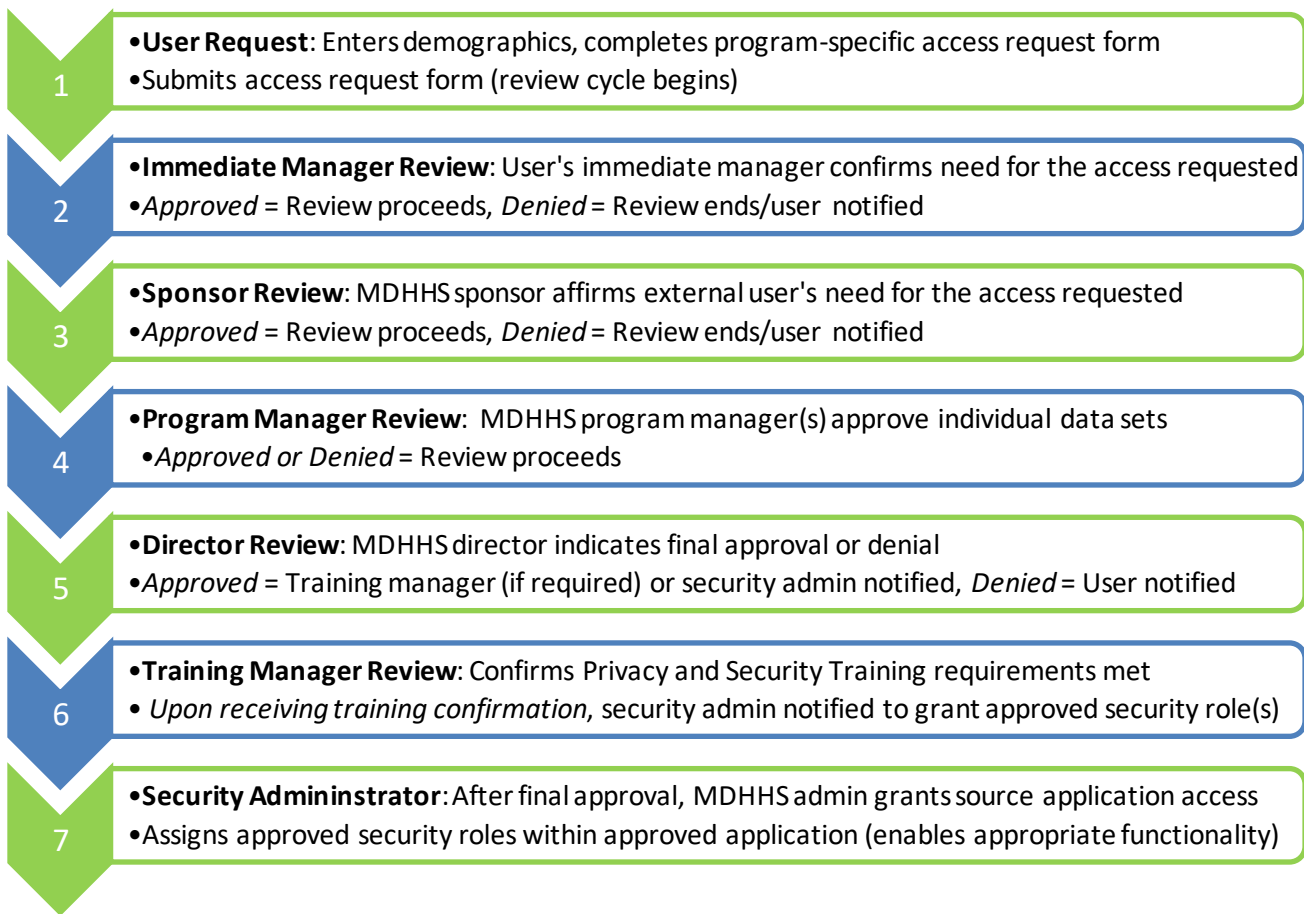 1
•User Request: Enters demographics, completes program-specific access request form
•Submits access request form (review cycle begins)
2
•Immediate Manager Review: User's immediate manager confirms need for the access requested
•Approved = Review proceeds, Denied = Review ends/user notified
3
•Sponsor Review: MDHHS sponsor affirms external user's need for the access requested
•Approved = Review proceeds, Denied = Review ends/user notified
4
•Program Manager Review: MDHHS program manager(s) approve individual data sets
•Approved or Denied = Review proceeds
5
•Director Review: MDHHS director indicates final approval or denial
•Approved = Training manager (if required) or security admin notified, Denied = User notified
6
•Training Manager Review: Confirms Privacy and Security Training requirements met
• Upon receiving training confirmation, security admin notified to grant approved security role(s)
7
•Security Admininstrator: After final approval, MDHHS admin grants source application access
•Assigns approved security roles within approved application (enables appropriate functionality)